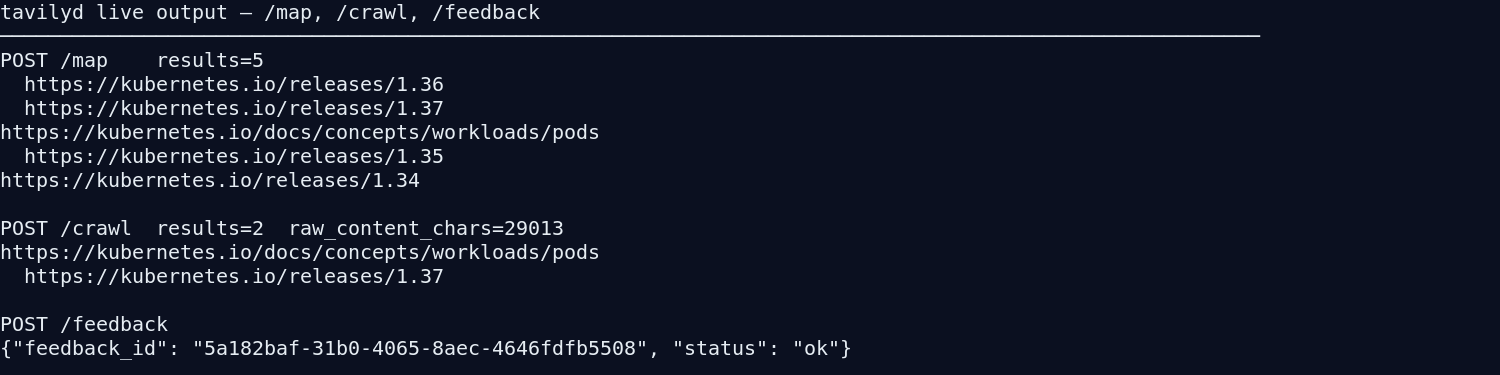 tavilyd live output — /map, /crawl, /feedback
POST /map    results=5
  https://kubernetes.io/releases/1.36
  https://kubernetes.io/releases/1.37
https://kubernetes.io/docs/concepts/workloads/pods
  https://kubernetes.io/releases/1.35
https://kubernetes.io/releases/1.34
POST /crawl  results=2  raw_content_chars=29013
https://kubernetes.io/docs/concepts/workloads/pods
  https://kubernetes.io/releases/1.37
POST /feedback
{"feedback_id": "5a182baf-31b0-4065-8aec-4646fdfb5508", "status": "ok"}